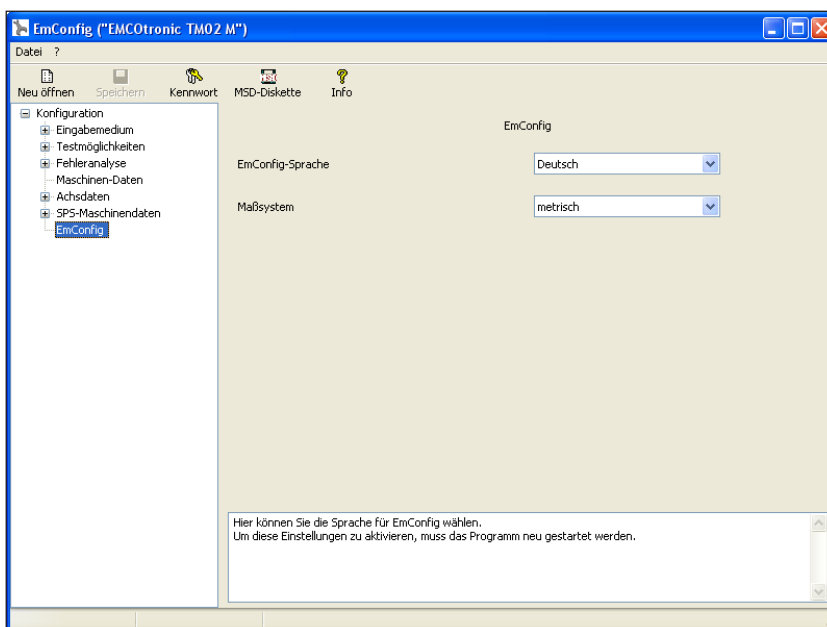 EmConfig ("EMCOtronic TM02 M")
Datei ?
Neu öffnen Speichern Kennwort MSD-Diskette Info
Konfiguration
Eingabemedium
Testmöglichkeiten
Fehleranalyse
Maschinen-Daten
Achsdaten
SPS-Maschinendaten
EmConfig
EmConfig
EmConfig-Sprache Deutsch
Maßsystem metrisch
Hier können Sie die Sprache für EmConfig wählen.
Um diese Einstellungen zu aktivieren, muss das Programm neu gestartet werden.